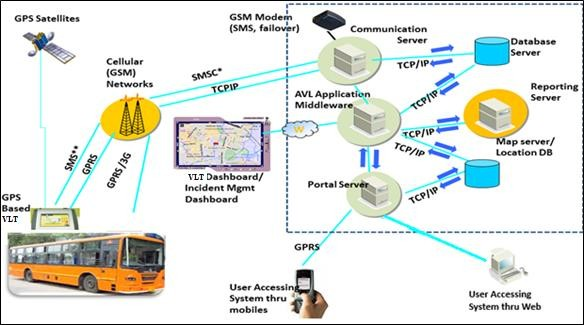 GPS Satellites
GSM Modem
(SMS, failover)
Communication
Server
Database
Server
Cellular
(GSM)
Networks
SMSC*
TCPIP
TCP/IP
AVL Application
Middleware
TCP/IP
Reporting
Server
TCP/IP
Map server/
Location DB
TCP/IP
W
SMS**
GPRS
GPRS/3G
VLT Dashboard/
Incident Mgmt
Dashboard
GPS
Based
VLT
Portal Server
TCP/IP
GPRS
User Accessing
System thru
mobiles
User Accessing
System thru Web